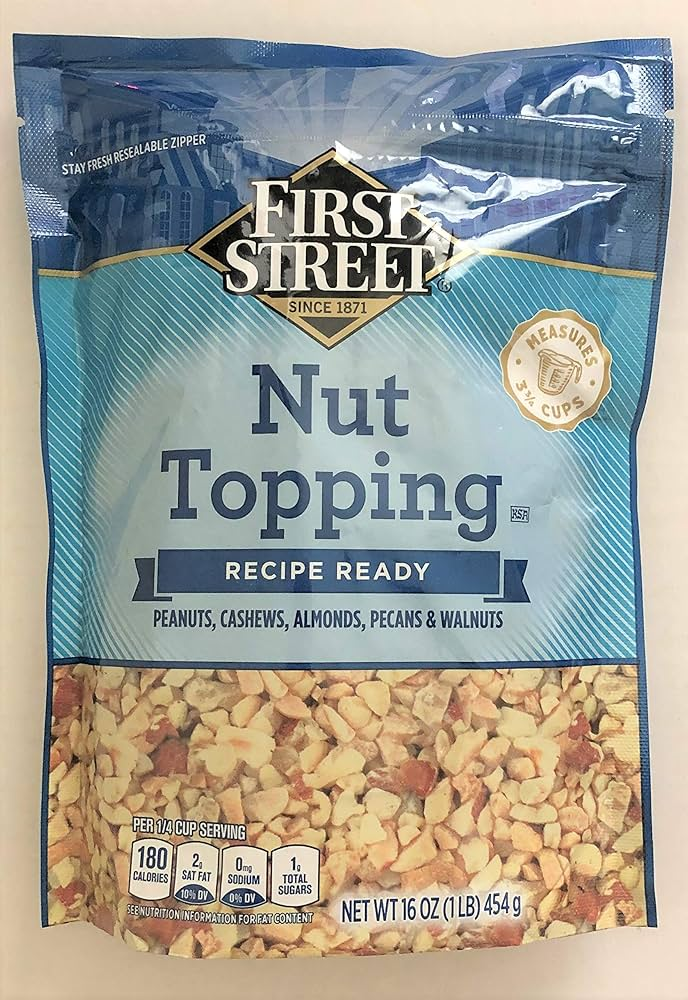 STAY FRESH RESEALABLE ZIPPER
FIRST
STREET
SINCE 1871
MEASURES
3¾ CUPS
Nut
Topping
KSA
RECIPE READY
PEANUTS, CASHEWS, ALMONDS, PECANS & WALNUTS
PER 1/4 CUP SERVING
180
CALORIES
2g
SAT FAT
10% DV
0mg
SODIUM
0% DV
1g
TOTAL
SUGARS
SEE NUTRITION INFORMATION FOR FAT CONTENT
NET WT 16 OZ (1 LB) 454 g